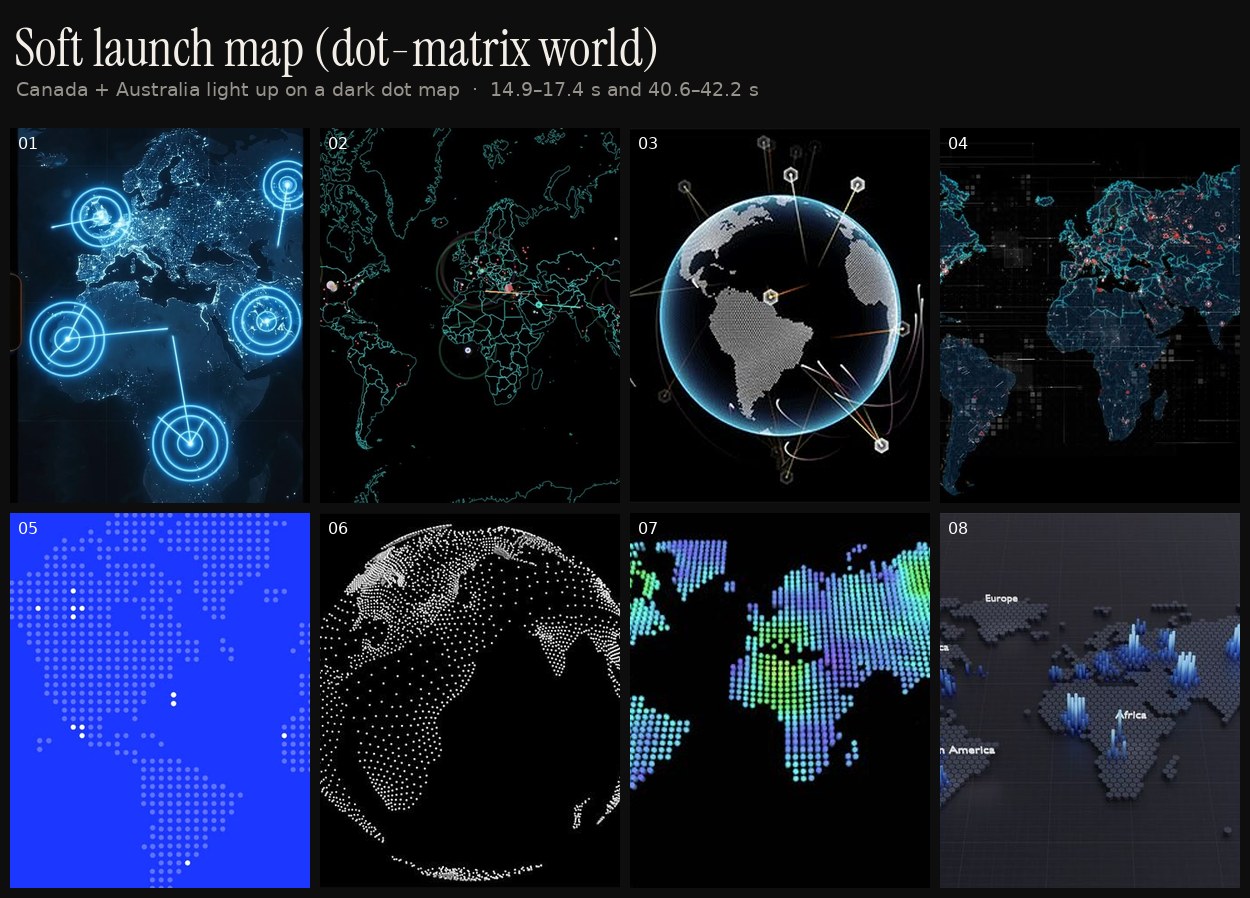 Soft launch map (dot-matrix world)
Canada + Australia light up on a dark dot map · 14.9–17.4 s and 40.6–42.2 s
01
02
03
04
05
06
07
08
Europe
ca
Africa
n America